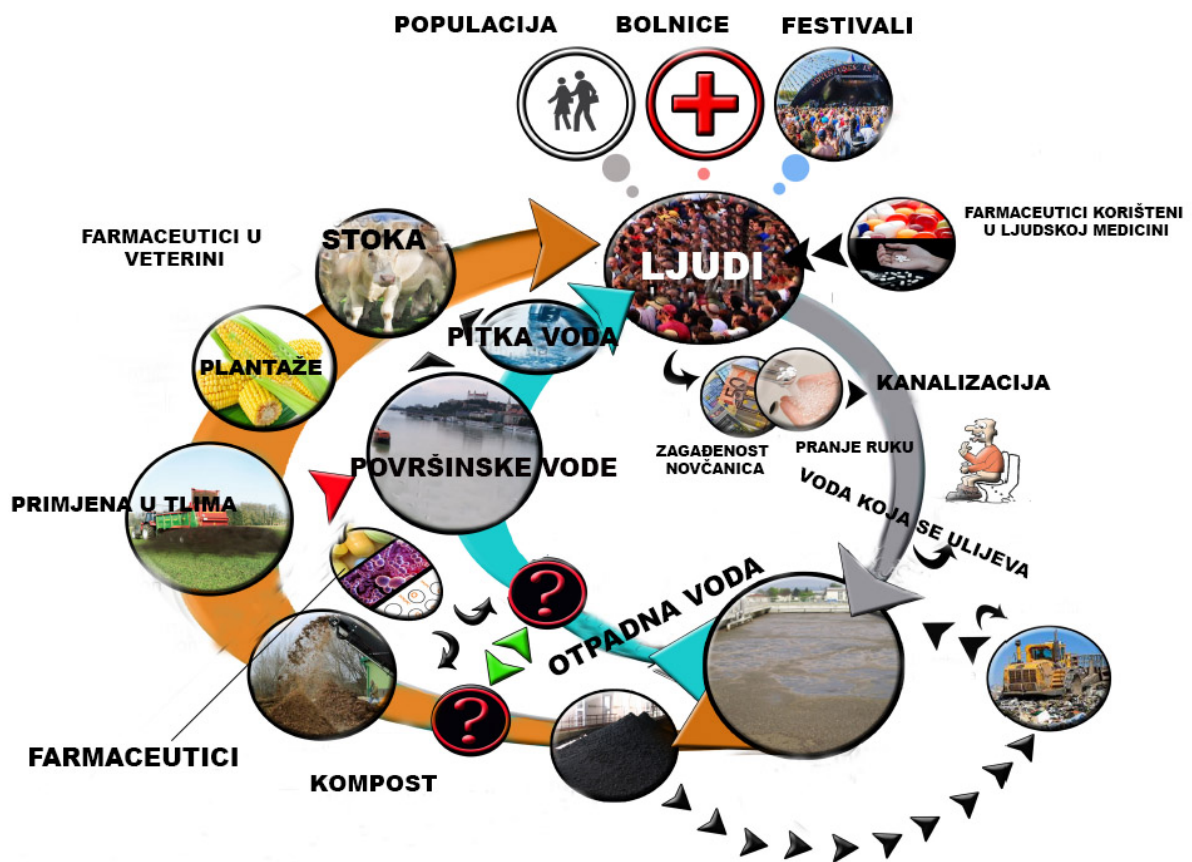 POPULACIJA
BOLNICE
FESTIVALI
FARMACEUTICI U
VETERINI
STOKA
LJUDI
FARMACEUTICI KORIŠTENI
U LJUDSKOJ MEDICINI
PITKA VODA
PLANTAŽE
KANALIZACIJA
ZAGAĐENOST
NOVČANICA
PRANJE RUKU
POVRŠINSKE VODE
PRIMJENA U TLIMA
VODA KOJA SE ULIJEVA
?
OTPADNA VODA
?
FARMACEUTICI
KOMPOST